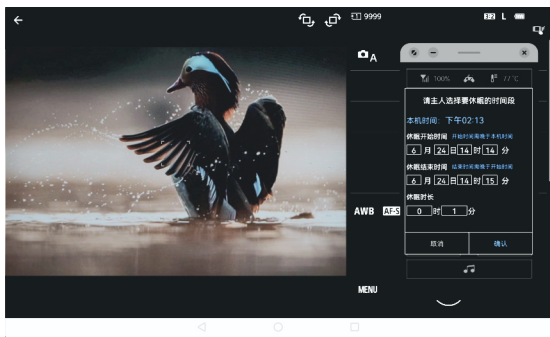 9999
3:2 L
A
100% 77°C
请主人选择要休眠的时间段
本机时间: 下午02:13
休眠开始时间 开始时间需晚于本机时间
6 月 24 日 14 时 14 分
休眠结束时间 结束时间需晚于开始时间
6 月 24 日 14 时 15 分
休眠时长
0 时 1 分
取消 确认
AWB AF-S
MENU